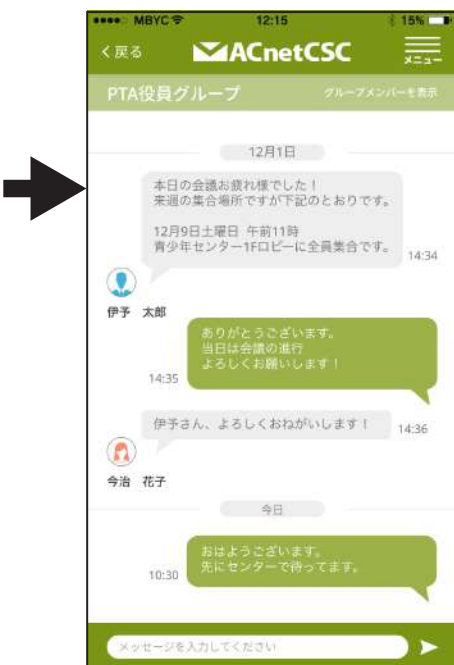 MBYC 12:15 15%
く戻る ACnetCSC メニュー
PTA役員グループ グループメンバーを表示
12月1日
本日の会議お疲れ様でした！
来週の集合場所ですが下記のとおりです。
12月9日土曜日 午前11時
青少年センター1Fロビーに全員集合です。
14:34
伊予 太郎
ありがとうございます。
当日は会議の進行
よろしくお願いします！
14:35
伊予さん、よろしくおねがいします！
14:36
今治 花子
今日
おはようございます。
先にセンターで待ってます。
10:30
メッセージを入力してください